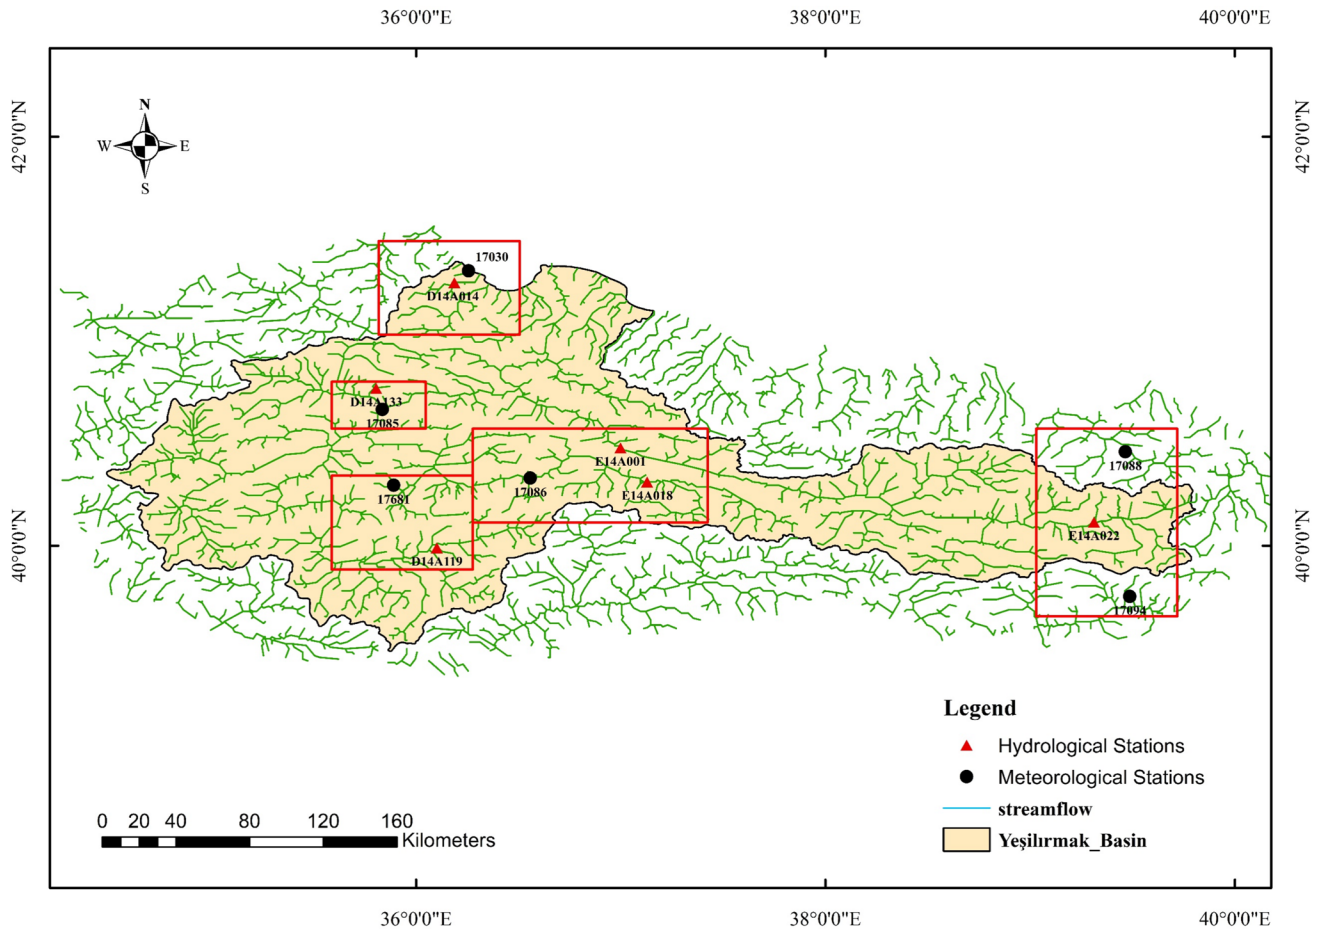 36°0'0"E 38°0'0"E 40°0'0"E
42°0'0"N
42°0'0"N
N
W E
S
17030
D14A014
D14A133
17085
E14A001
17088
17681
17086
E14A018
E14A022
D14A119
17094
40°0'0"N
40°0'0"N
Legend
Hydrological Stations
Meteorological Stations
streamflow
Yeşilırmak_Basin
0 20 40 80 120 160
Kilometers
36°0'0"E 38°0'0"E 40°0'0"E